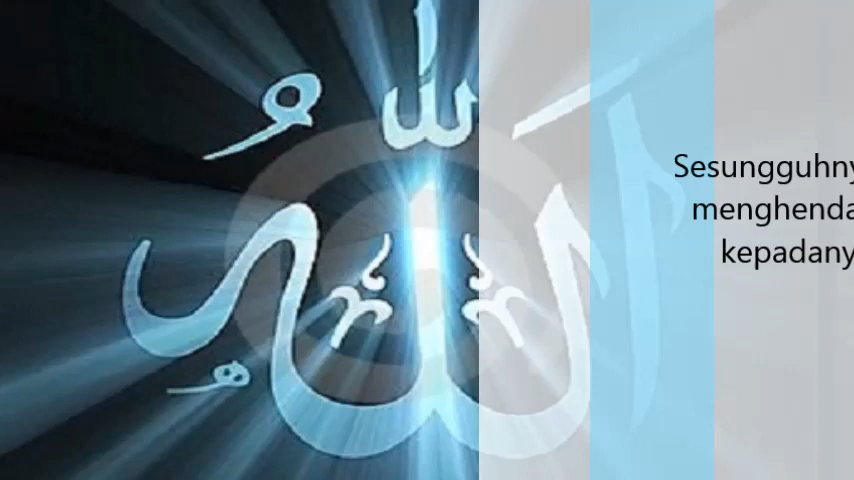 اللهُ
Sesungguhny
menghenda
kepadany